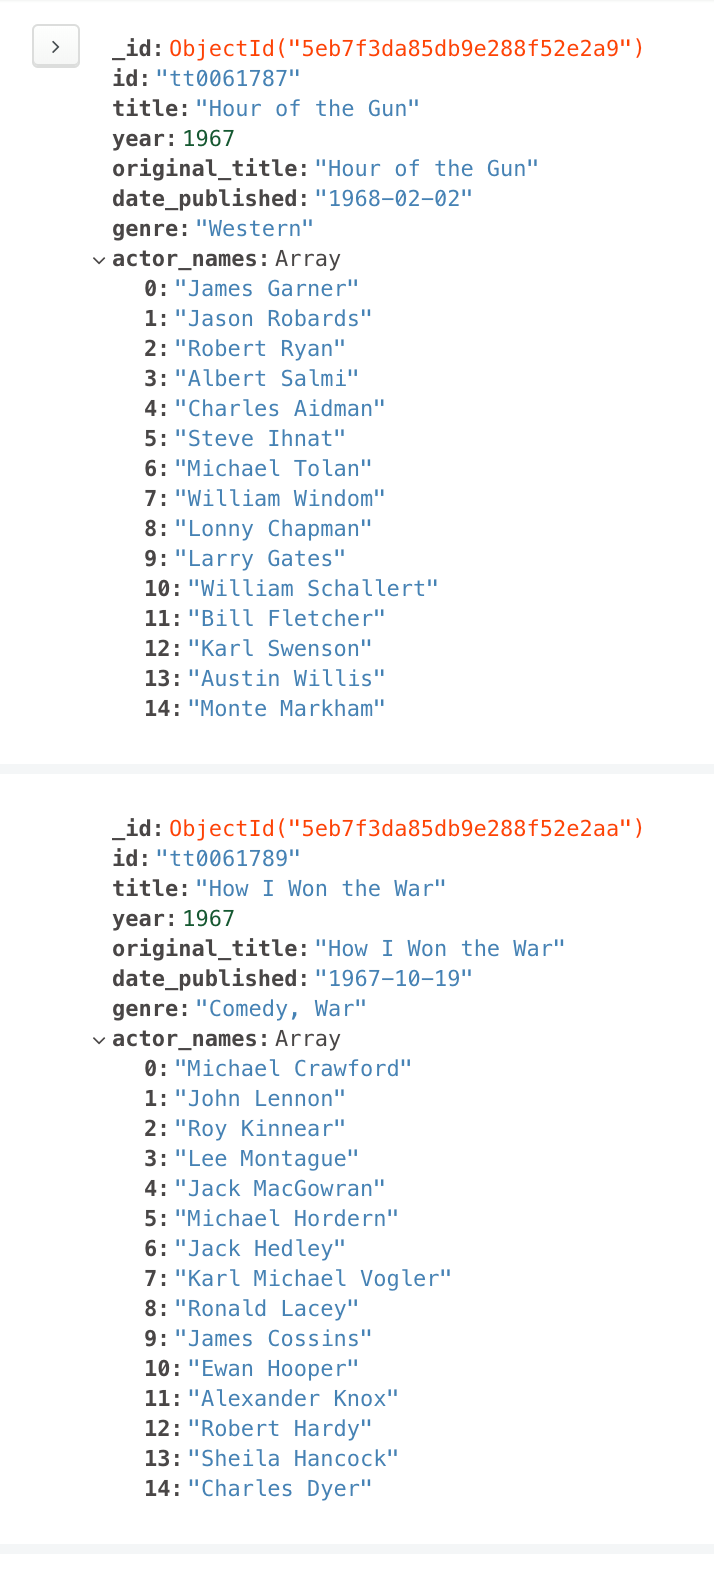 _id: ObjectId("5eb7f3da85db9e288f52e2a9")
id: "tt0061787"
title: "Hour of the Gun"
year: 1967
original_title: "Hour of the Gun"
date_published: "1968-02-02"
genre: "Western"
actor_names: Array
0: "James Garner"
1: "Jason Robards"
2: "Robert Ryan"
3: "Albert Salmi"
4: "Charles Aidman"
5: "Steve Ihnat"
6: "Michael Tolan"
7: "William Windom"
8: "Lonny Chapman"
9: "Larry Gates"
10: "William Schallert"
11: "Bill Fletcher"
12: "Karl Swenson"
13: "Austin Willis"
14: "Monte Markham"
_id: ObjectId("5eb7f3da85db9e288f52e2aa")
id: "tt0061789"
title: "How I Won the War"
year: 1967
original_title: "How I Won the War"
date_published: "1967-10-19"
genre: "Comedy, War"
actor_names: Array
0: "Michael Crawford"
1: "John Lennon"
2: "Roy Kinnear"
3: "Lee Montague"
4: "Jack MacGowran"
5: "Michael Hordern"
6: "Jack Hedley"
7: "Karl Michael Vogler"
8: "Ronald Lacey"
9: "James Cossins"
10: "Ewan Hooper"
11: "Alexander Knox"
12: "Robert Hardy"
13: "Sheila Hancock"
14: "Charles Dyer"